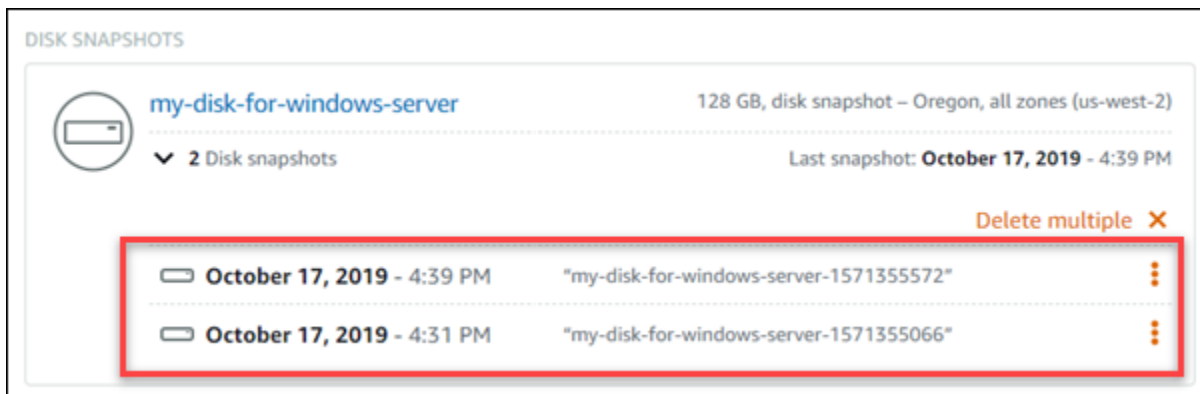 DISK SNAPSHOTS
my-disk-for-windows-server
128 GB, disk snapshot – Oregon, all zones (us-west-2)
2 Disk snapshots
Last snapshot: October 17, 2019 - 4:39 PM
Delete multiple
October 17, 2019 - 4:39 PM "my-disk-for-windows-server-1571355572"
October 17, 2019 - 4:31 PM "my-disk-for-windows-server-1571355066"